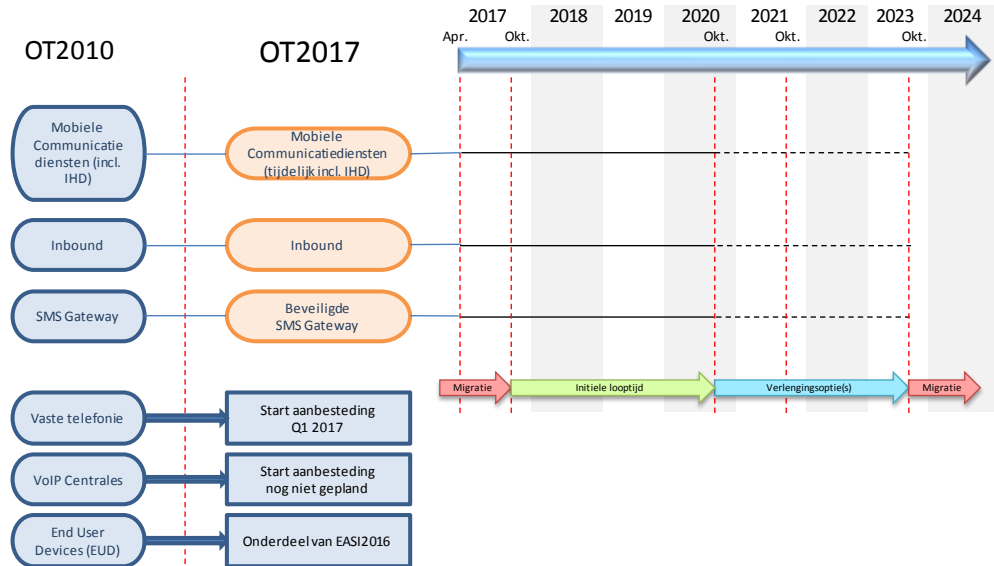 2017
2018
2019
2020
2021
2022
2023
2024
Apr.
Okt.
Okt.
Okt.
Okt.
OT2010
OT2017
Mobiele
Communicatie
diensten (incl.
IHD)
Mobiele
Communicatiediensten
(tijdelijk incl. IHD)
Inbound
Inbound
SMS Gateway
Beveiligde
SMS Gateway
Migratie
Initiele looptijd
Verlengingsoptie(s)
Migratie
Vaste telefonie
Start aanbesteding
Q1 2017
VoIP Centrales
Start aanbesteding
nog niet gepland
End User
Devices (EUD)
Onderdeel van EASI2016